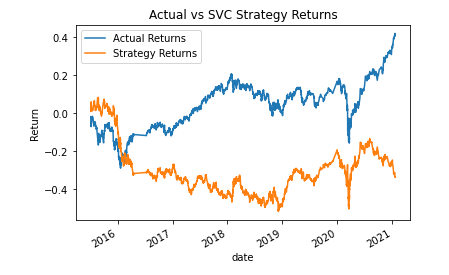 Actual vs SVC Strategy Returns
Actual Returns
Strategy Returns
Return
0.4
0.2
0.0
−0.2
−0.4
2016
2017
2018
2019
2020
2021
date